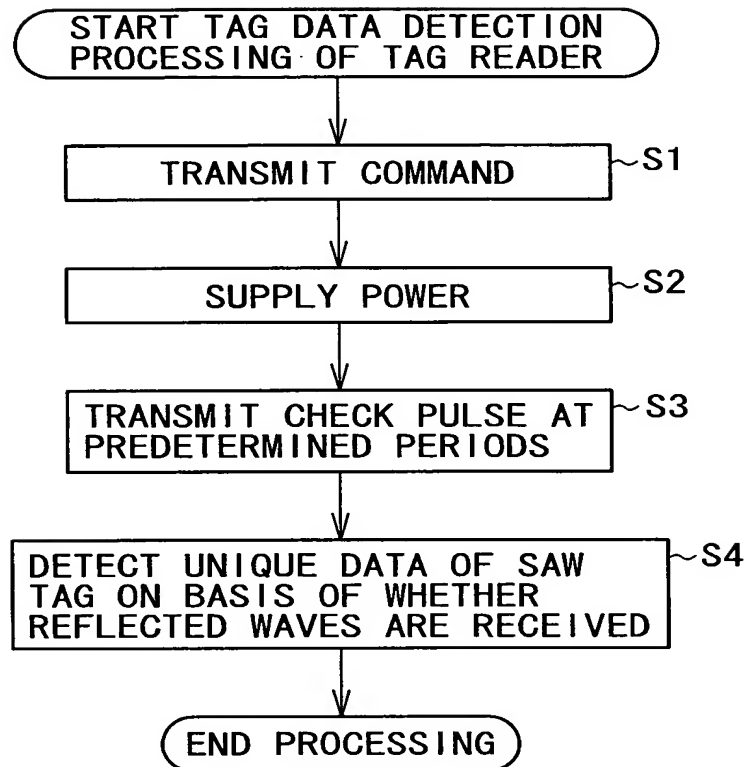 START TAG DATA DETECTION
PROCESSING OF TAG READER
TRANSMIT COMMAND
~S1
SUPPLY POWER
~S2
TRANSMIT CHECK PULSE AT
PREDETERMINED PERIODS
~S3
DETECT UNIQUE DATA OF SAW
TAG ON BASIS OF WHETHER
REFLECTED WAVES ARE RECEIVED
~S4
END PROCESSING